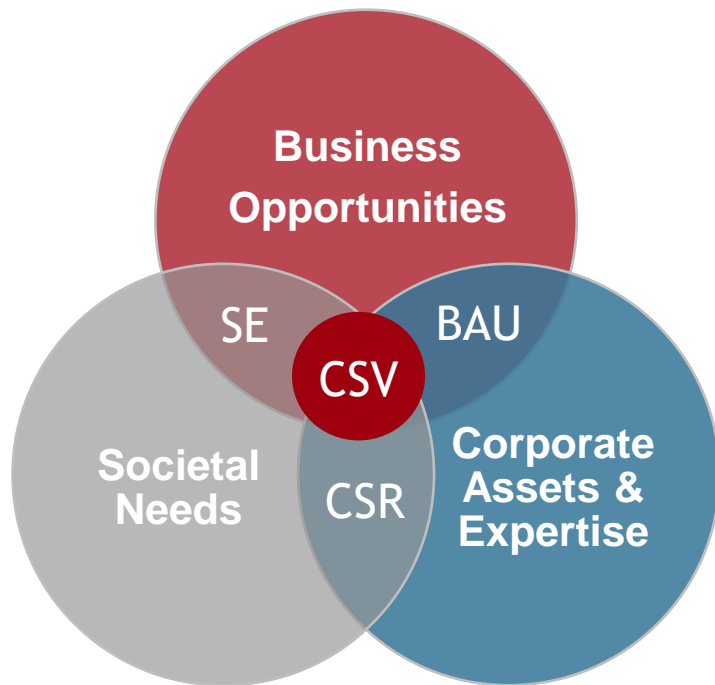 Business
Opportunities
SE
BAU
CSV
Societal
Needs
CSR
Corporate
Assets &
Expertise